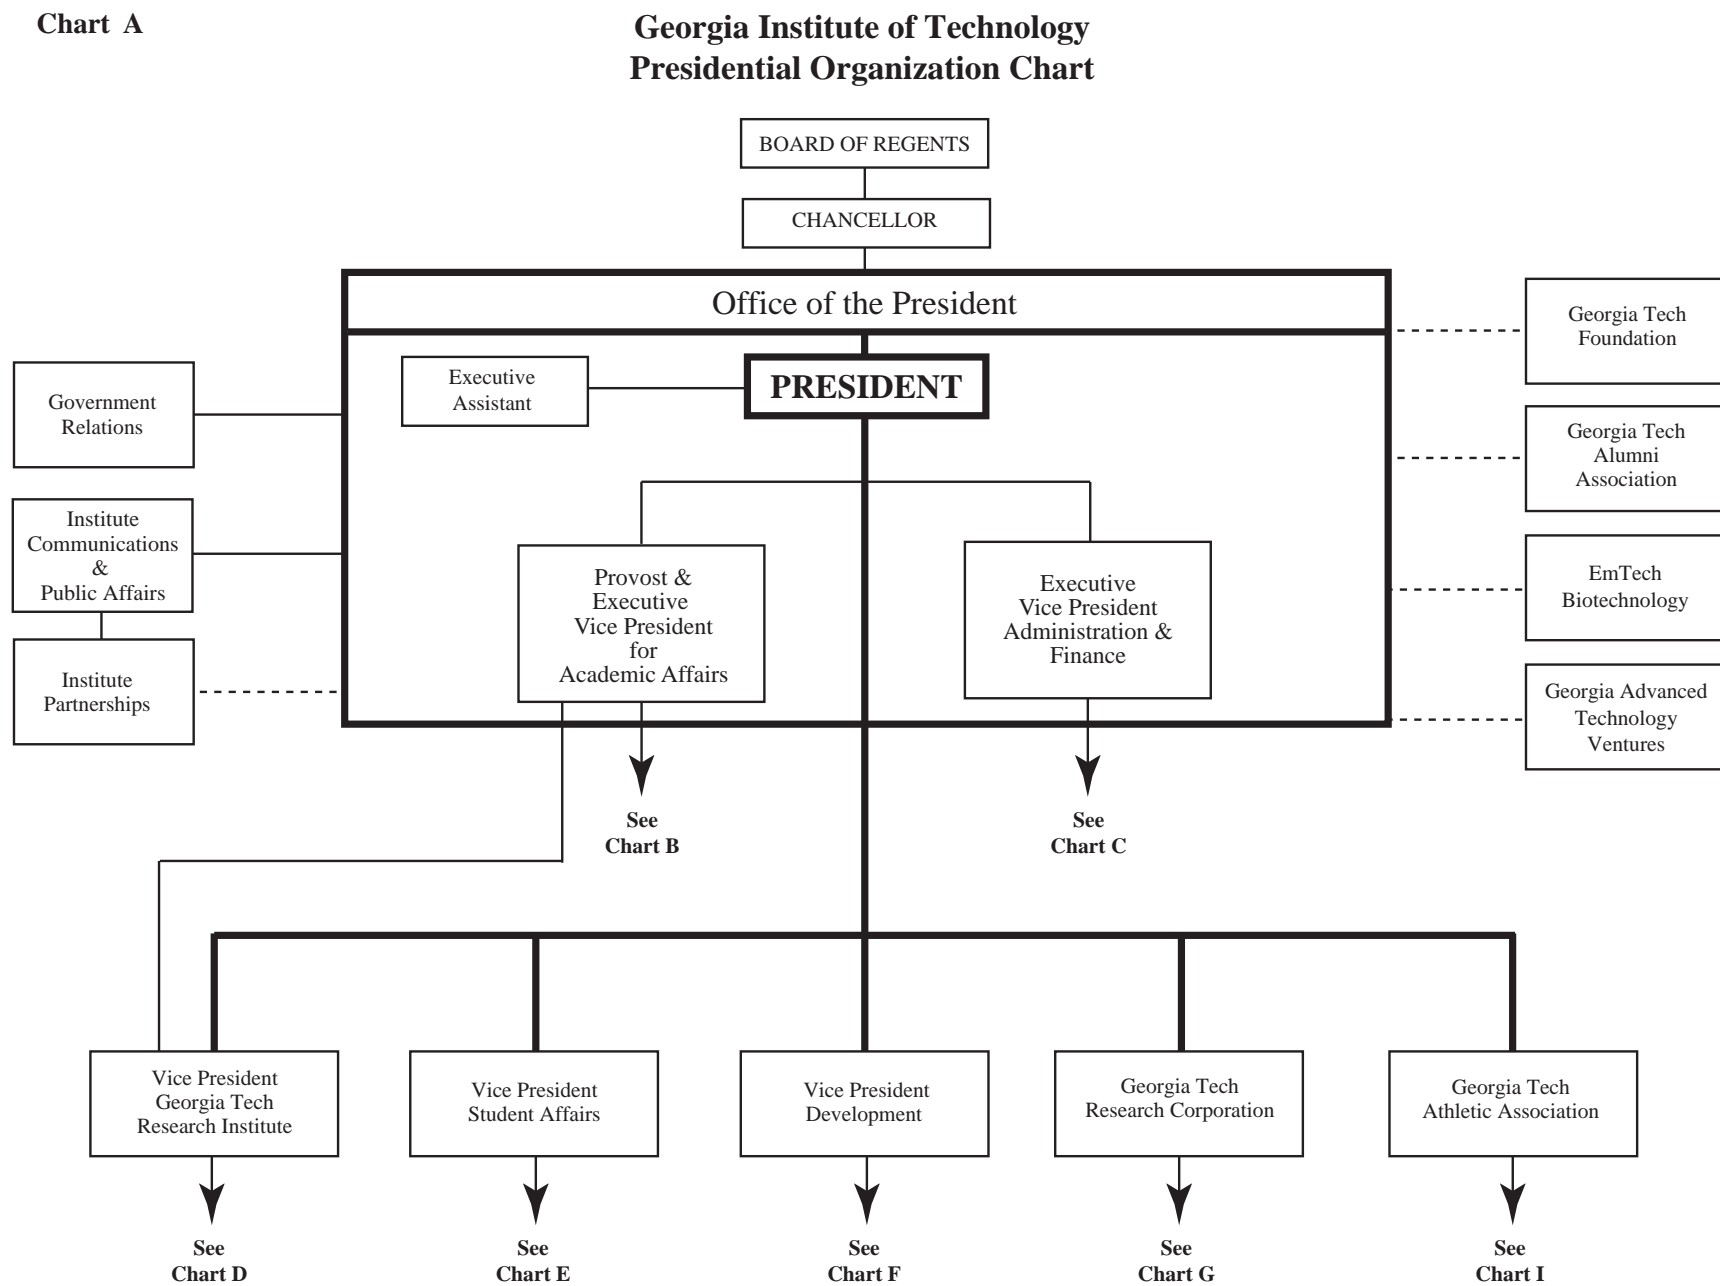 Chart A
Georgia Institute of Technology
Presidential Organization Chart
BOARD OF REGENTS
CHANCELLOR
Office of the President
PRESIDENT
Executive
Assistant
Government
Relations
Institute
Communications
&
Public Affairs
Institute
Partnerships
Georgia Tech
Foundation
Georgia Tech
Alumni
Association
EmTech
Biotechnology
Georgia Advanced
Technology
Ventures
Provost &
Executive
Vice President
for
Academic Affairs
Executive
Vice President
Administration &
Finance
See
Chart B
See
Chart C
Vice President
Georgia Tech
Research Institute
Vice President
Student Affairs
Vice President
Development
Georgia Tech
Research Corporation
Georgia Tech
Athletic Association
See
Chart D
See
Chart E
See
Chart F
See
Chart G
See
Chart I